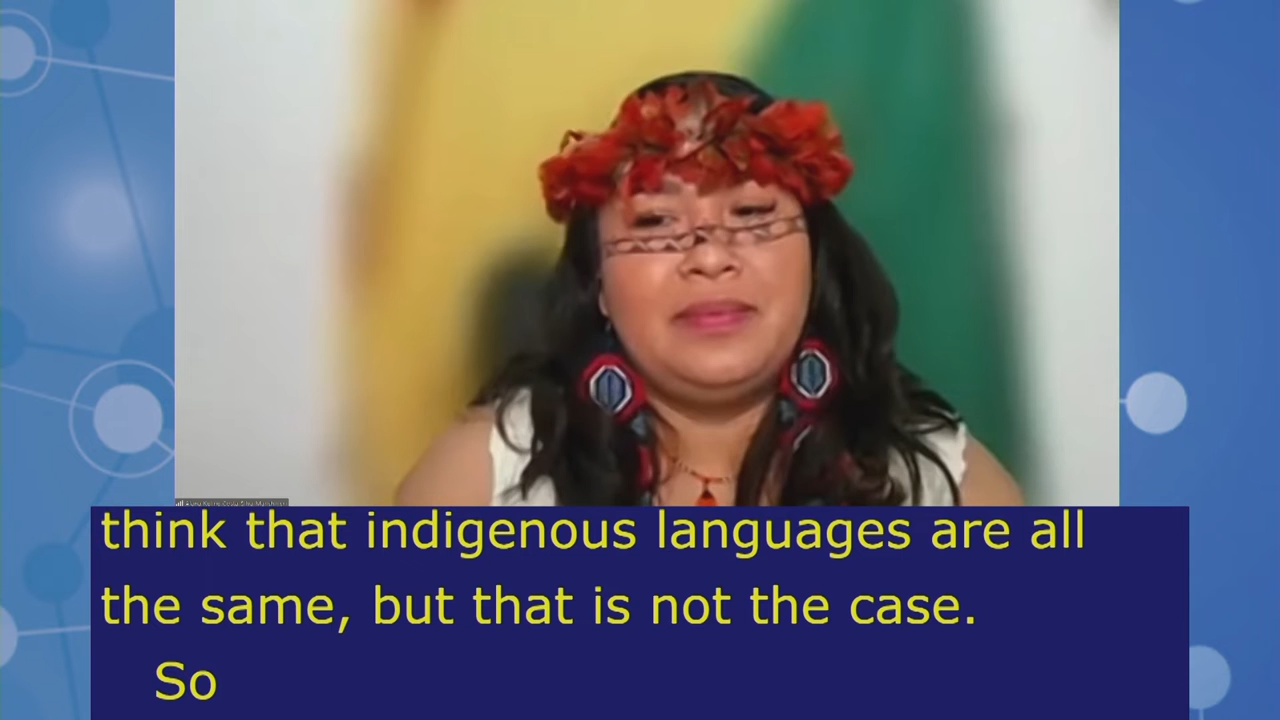 think that indigenous languages are all
the same, but that is not the case.
So